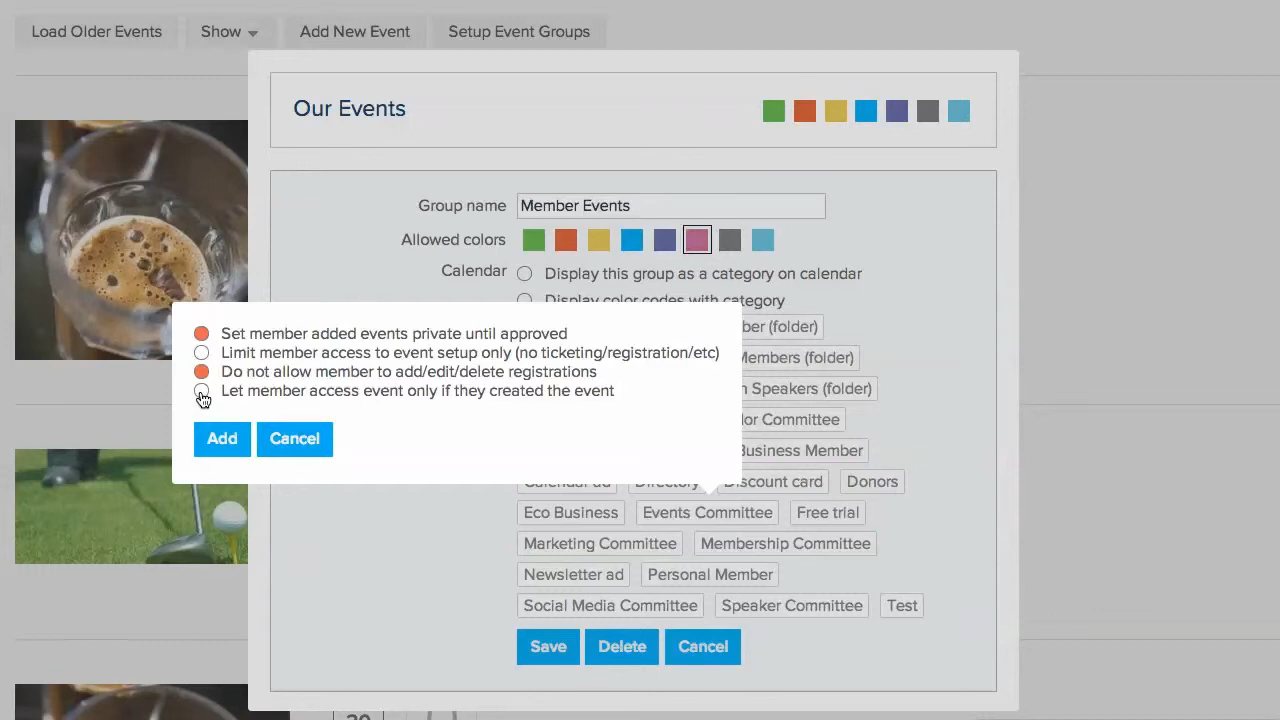 Load Older Events
Show
Add New Event
Setup Event Groups
Our Events
Group name
Member Events
Allowed colors
Calendar
Display this group as a category on calendar
Display color codes with category
Set member added events private until approved
Limit member access to event setup only (no ticketing/registration/etc)
Do not allow member to add/edit/delete registrations
Let member access event only if they created the event
Add
Cancel
(folder)
Members (folder)
Speakers (folder)
Committee
Business Member
Calendar ad
Directory
Discount card
Donors
Eco Business
Events Committee
Free trial
Marketing Committee
Membership Committee
Newsletter ad
Personal Member
Social Media Committee
Speaker Committee
Test
Save
Delete
Cancel